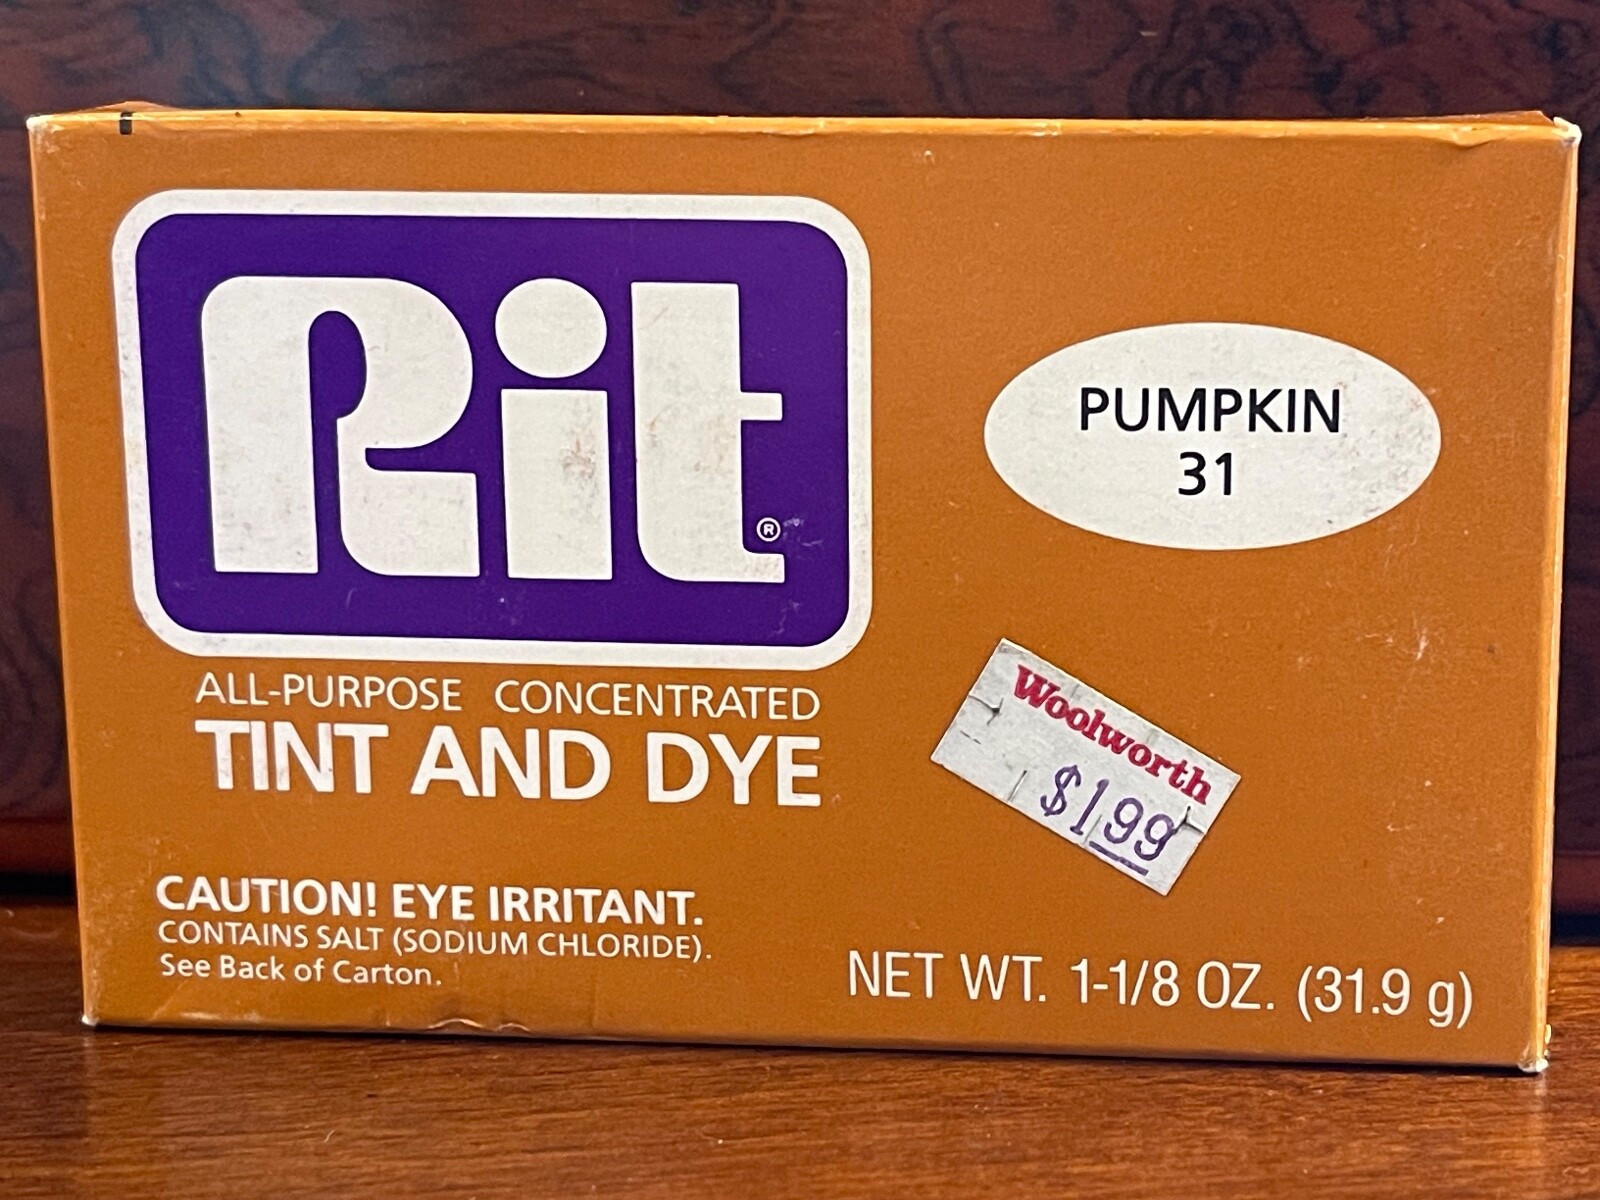 Rit®
ALL-PURPOSE CONCENTRATED
TINT AND DYE
CAUTION! EYE IRRITANT.
CONTAINS SALT (SODIUM CHLORIDE).
See Back of Carton.
PUMPKIN
31
Woolworth
$1.99
NET WT. 1-1/8 OZ. (31.9 g)